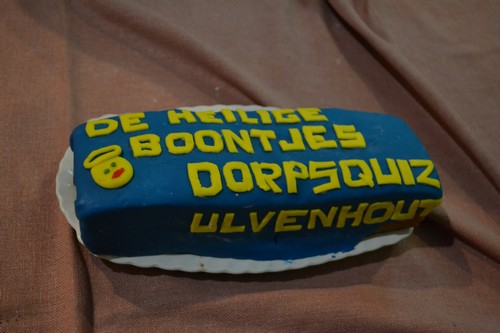 DE HEILIGE
BOONTJES
DORPSQUIZ
ULVENHOUT